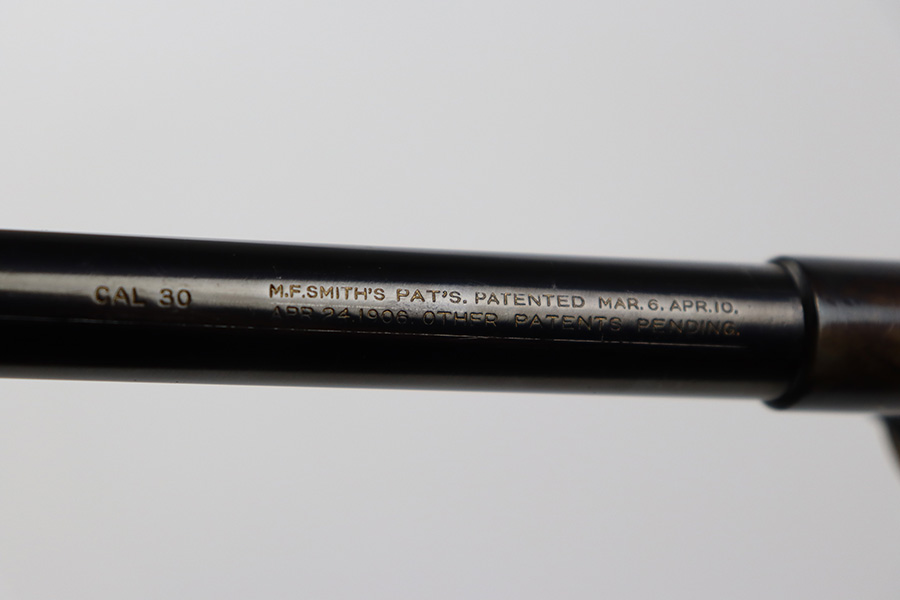 CAL 30
M.F.SMITH'S PAT'S. PATENTED MAR. 6. APR.10.
APR.24.1906. OTHER PATENTS PENDING.